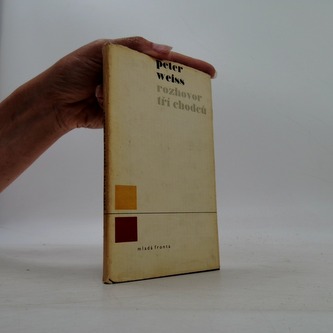 peter
weiss
rozhovor
tří chodců
mladá fronta